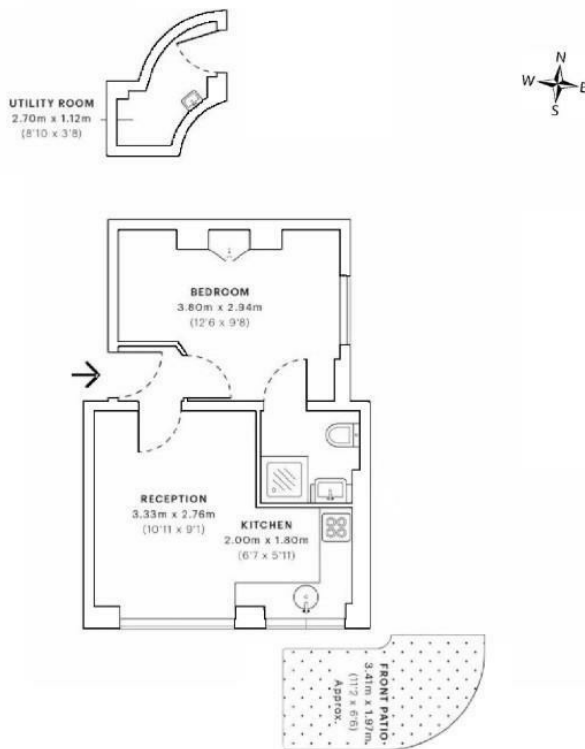 N
W E
S
UTILITY ROOM
2.70m x 1.12m
(8'10 x 3'8)
BEDROOM
3.80m x 2.94m
(12'6 x 9'8)
RECEPTION
3.33m x 2.76m
(10'11 x 9'1)
KITCHEN
2.00m x 1.80m
(6'7 x 5'11)
FRONT PATIO
3.41m x 1.97m
(11'2 x 6'6)
Approx.